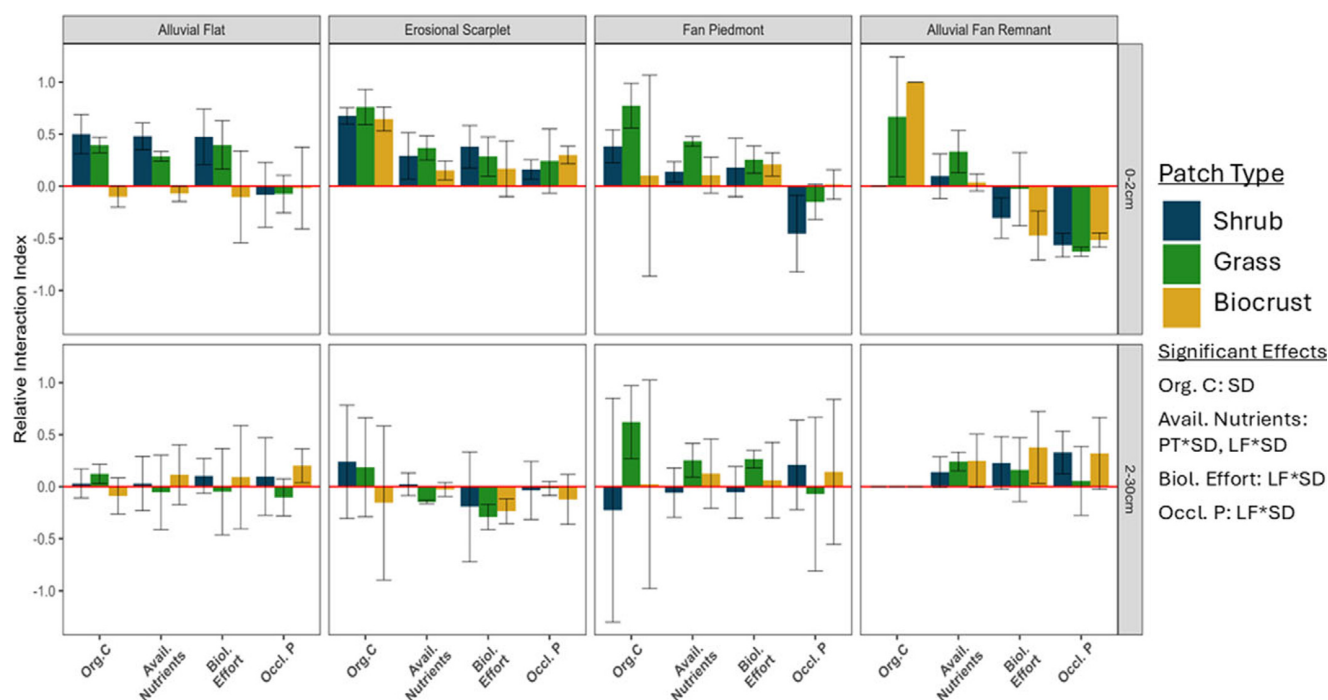 Alluvial Flat
Erosional Scarplet
Fan Piedmont
Alluvial Fan Remnant
Relative Interaction Index
1.0
0.5
0.0
-0.5
-1.0
0-2cm
1.0
0.5
0.0
-0.5
-1.0
2-30cm
Org.C
Avail.
Nutrients
Biol.
Effort
Occl. P
Org.C
Avail.
Nutrients
Biol.
Effort
Occl. P
Org.C
Avail.
Nutrients
Biol.
Effort
Occl. P
Org.C
Avail.
Nutrients
Biol.
Effort
Occl. P
Patch Type
Shrub
Grass
Biocrust
Significant Effects
Org. C: SD
Avail. Nutrients:
PT*SD, LF*SD
Biol. Effort: LF*SD
Occl. P: LF*SD